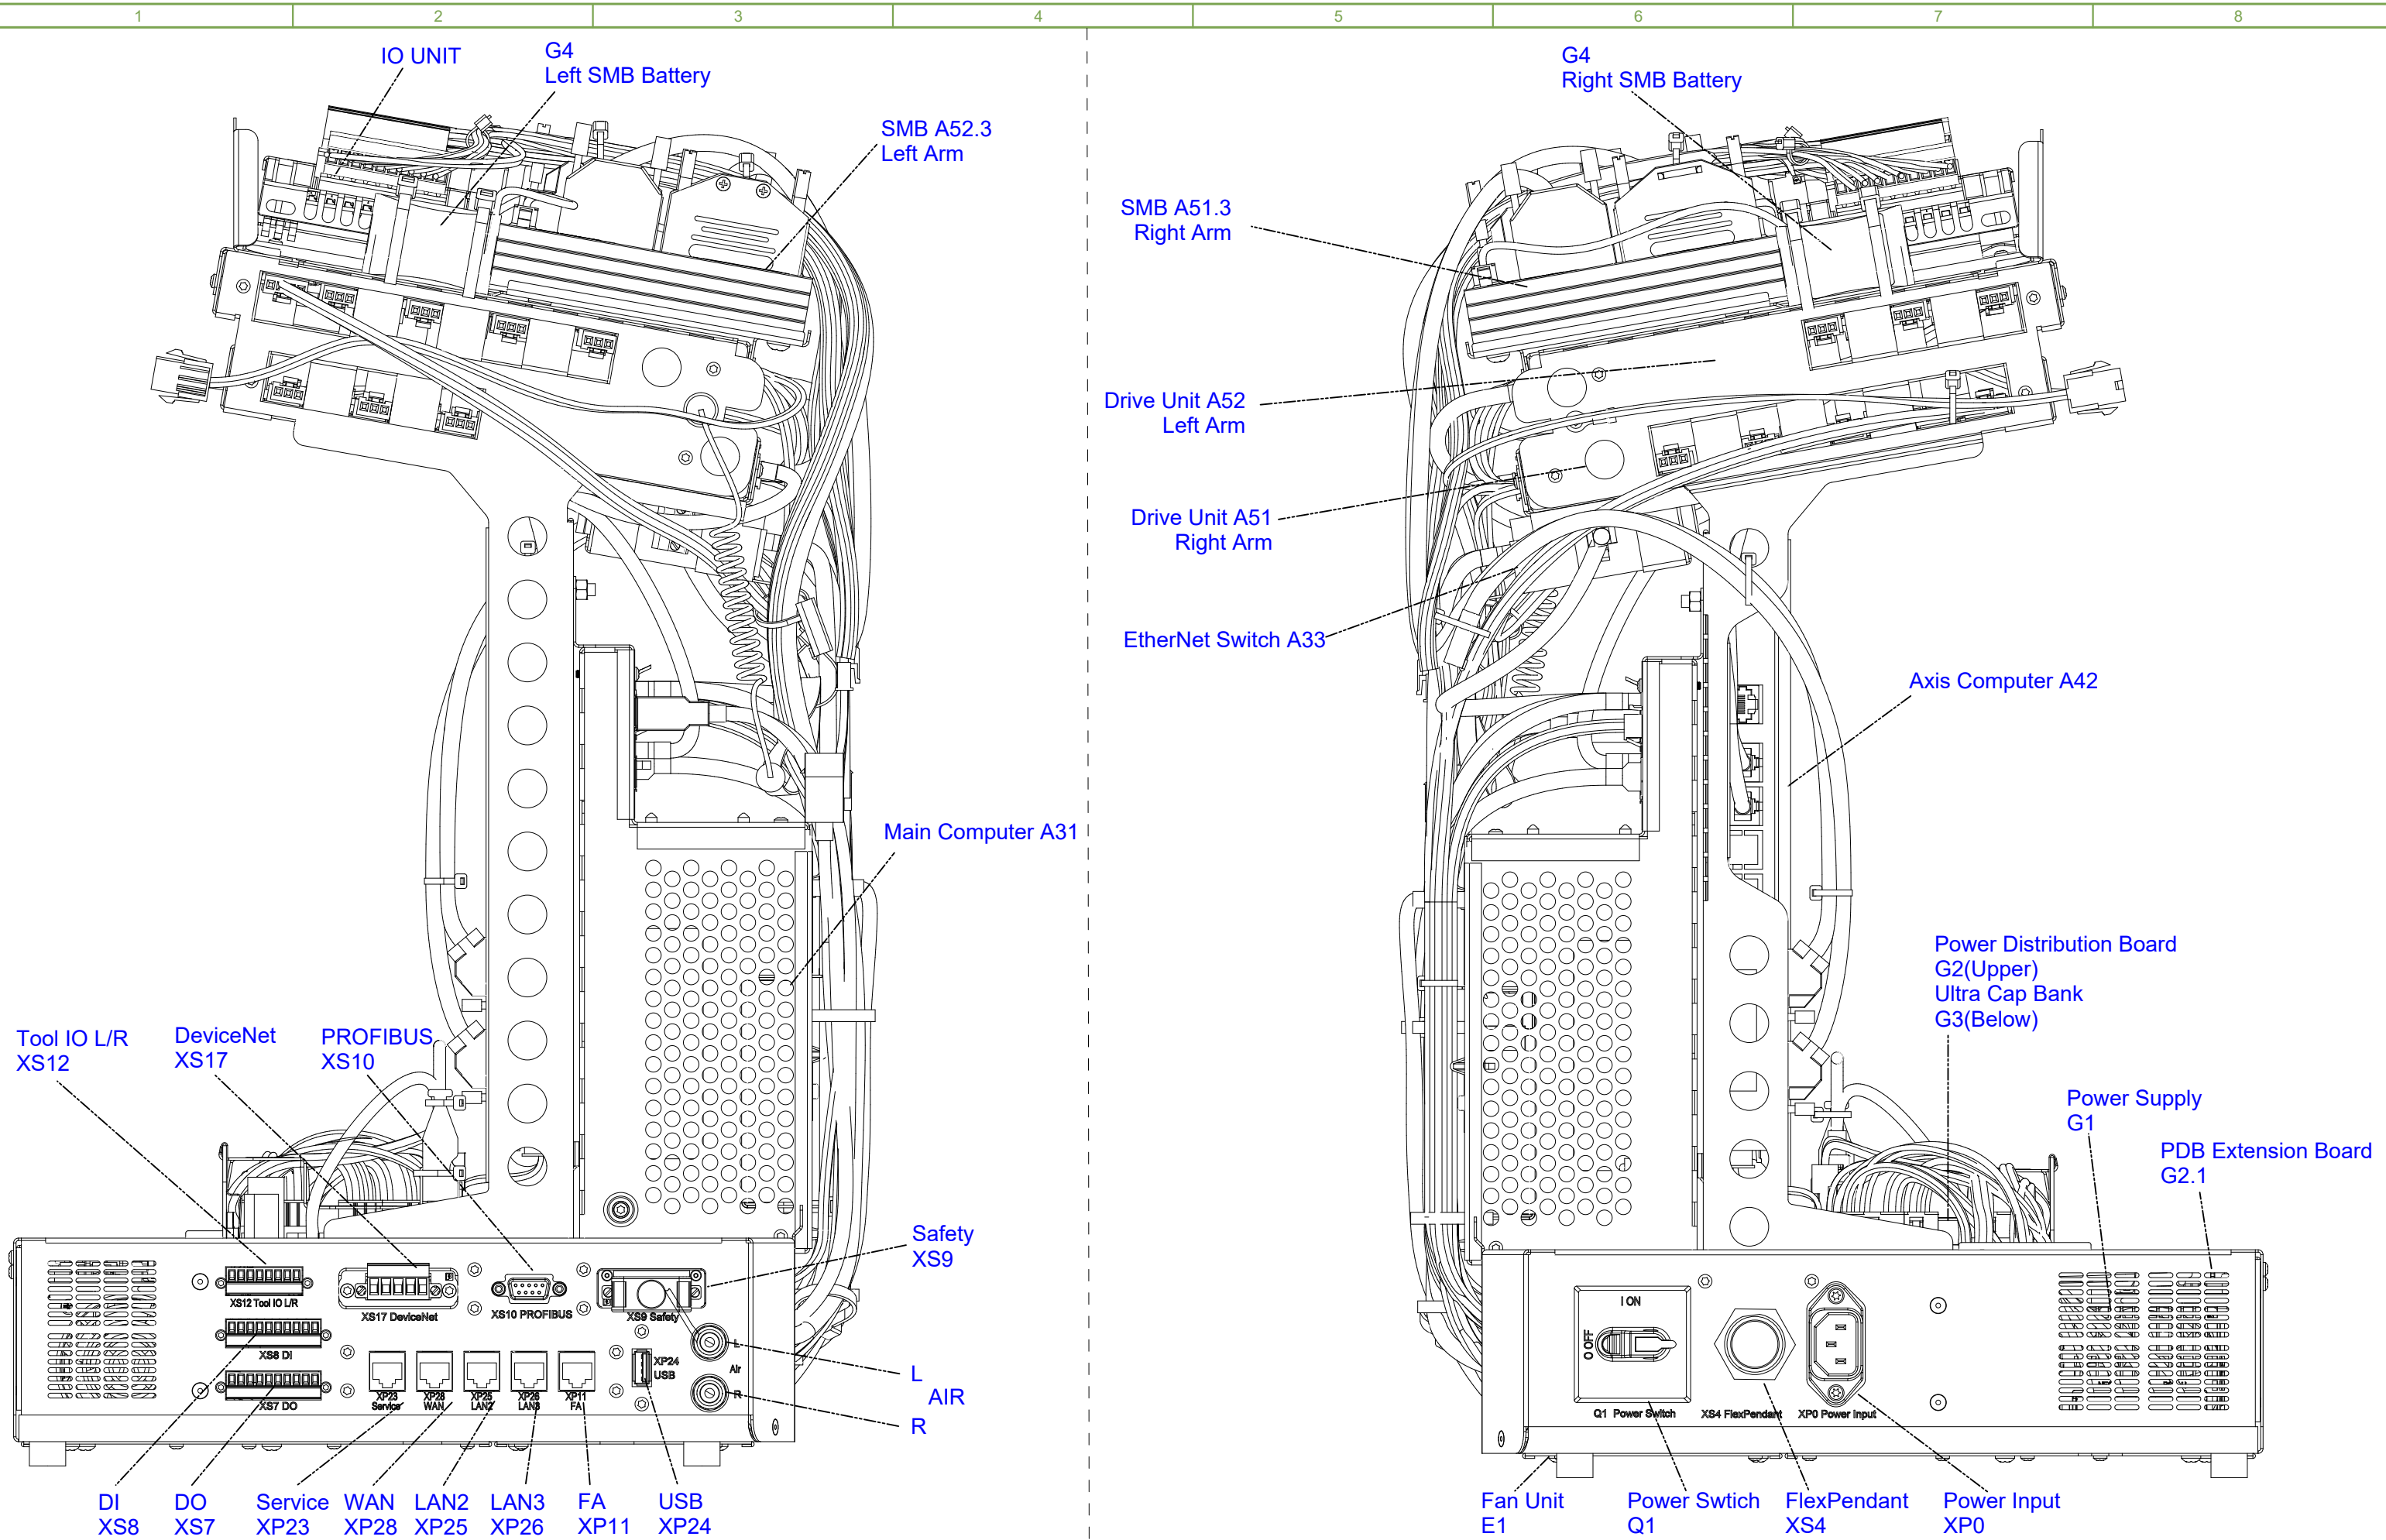 1 2 3 4 5 6 7 8
IO UNIT
G4
Left SMB Battery
SMB A52.3
Left Arm
Main Computer A31
Tool IO L/R
XS12
DeviceNet
XS17
PROFIBUS
XS10
Safety
XS9
XS12 Tool IO L/R
XS17 DeviceNet
XS10 PROFIBUS
XS9 Safety
XS8 DI
XS7 DO
XP23
Service
XP28
WAN
XP25
LAN2
XP26
LAN3
XP11
FA
XP24
USB
L
Air
R
L
AIR
R
DI
XS8
DO
XS7
Service
XP23
WAN
XP28
LAN2
XP25
LAN3
XP26
FA
XP11
USB
XP24
G4
Right SMB Battery
SMB A51.3
Right Arm
Drive Unit A52
Left Arm
Drive Unit A51
Right Arm
EtherNet Switch A33
Axis Computer A42
Power Distribution Board
G2(Upper)
Ultra Cap Bank
G3(Below)
Power Supply
G1
PDB Extension Board
G2.1
I ON
O OFF
Q1 Power Switch
XS4 FlexPendant
XP0 Power Input
Fan Unit
E1
Power Swtich
Q1
FlexPendant
XS4
Power Input
XP0